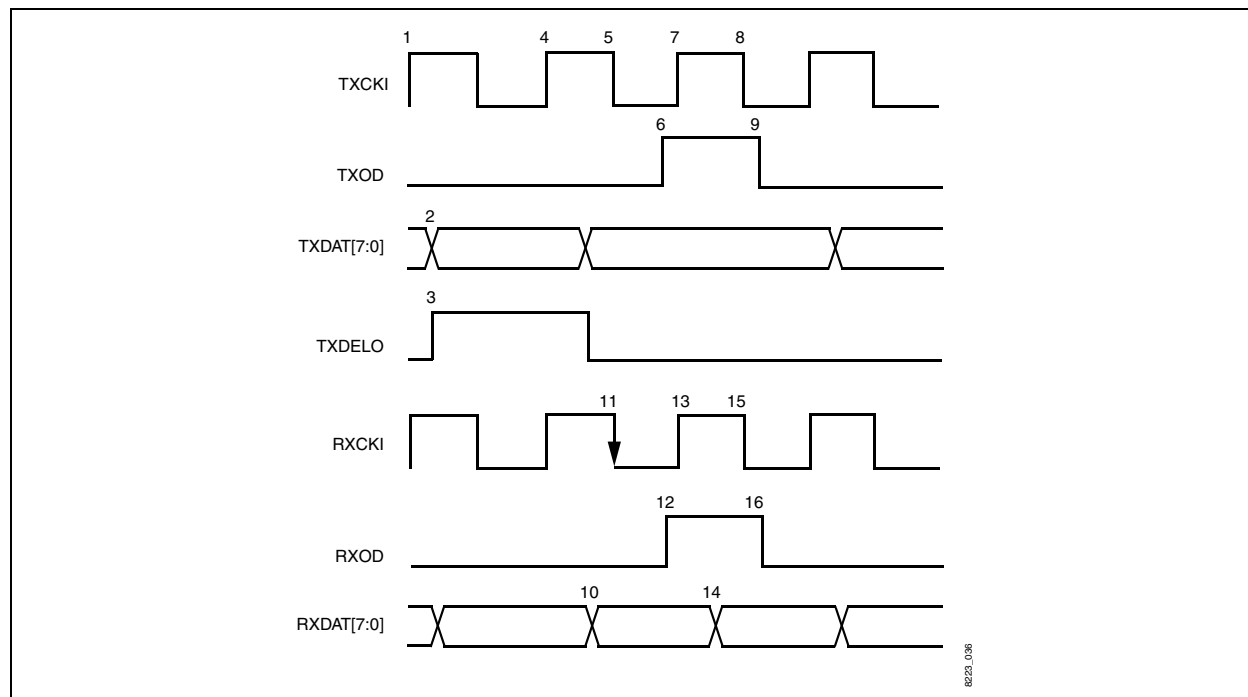 1 4 5 7 8
TXCKI
6 9
TXOD
2
TXDAT[7:0]
3
TXDELO
11 13 15
RXCKI
12 16
RXOD
10 14
RXDAT[7:0]
8223_036